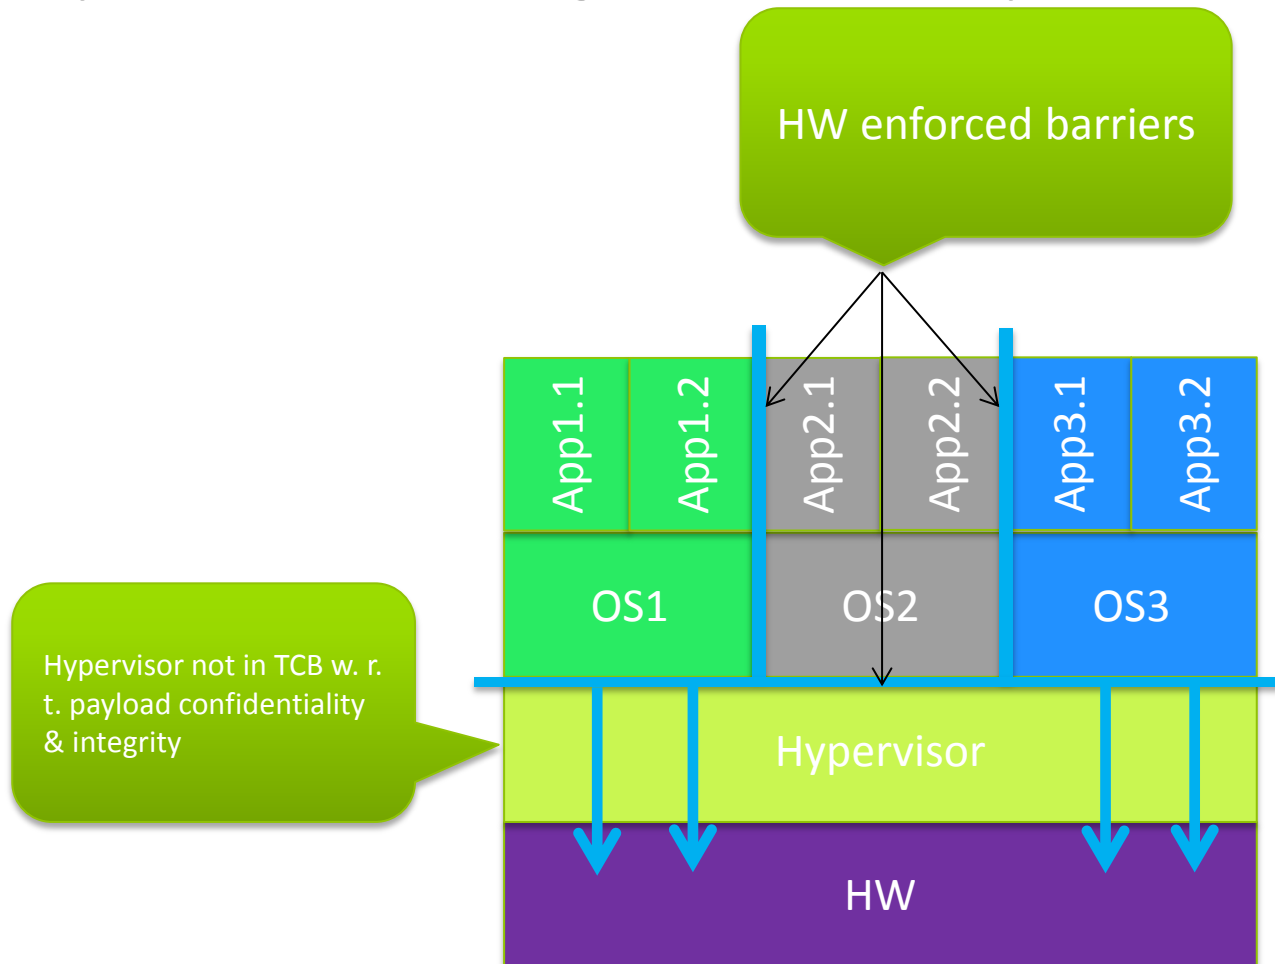 HW enforced barriers
App1.1
App1.2
App2.1
App2.2
App3.1
App3.2
OS1
OS2
OS3
Hypervisor not in TCB w. r.
t. payload confidentiality
& integrity
Hypervisor
HW